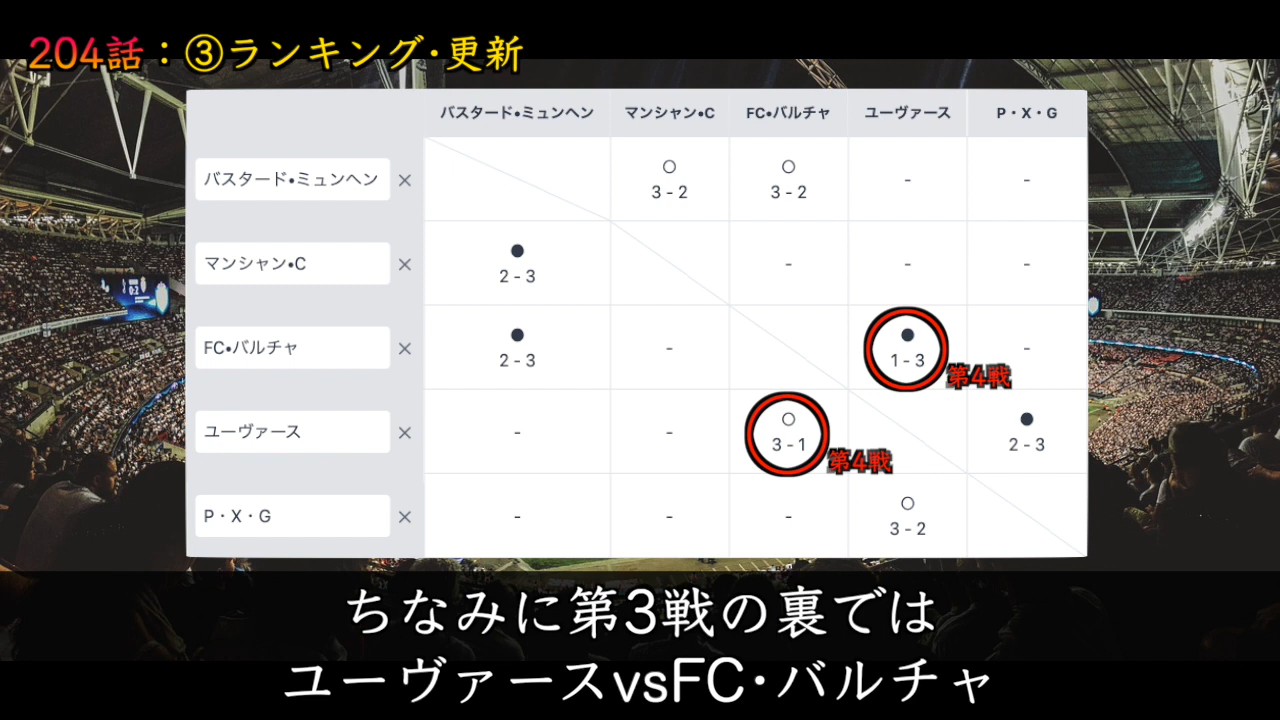 204話：③ランキング･更新
バスタード•ミュンヘン マンシャン•C FC•バルチャ ユーヴァース P・X・G
バスタード•ミュンヘン × ○ 3 - 2 ○ 3 - 2 - -
マンシャン•C × ● 2 - 3 - - -
FC•バルチャ × ● 2 - 3 - ● 1 - 3 第4戦 -
ユーヴァース × - - ○ 3 - 1 第4戦 ● 2 - 3
P・X・G × - - - ○ 3 - 2
ちなみに第3戦の裏では
ユーヴァースvsFC･バルチャ